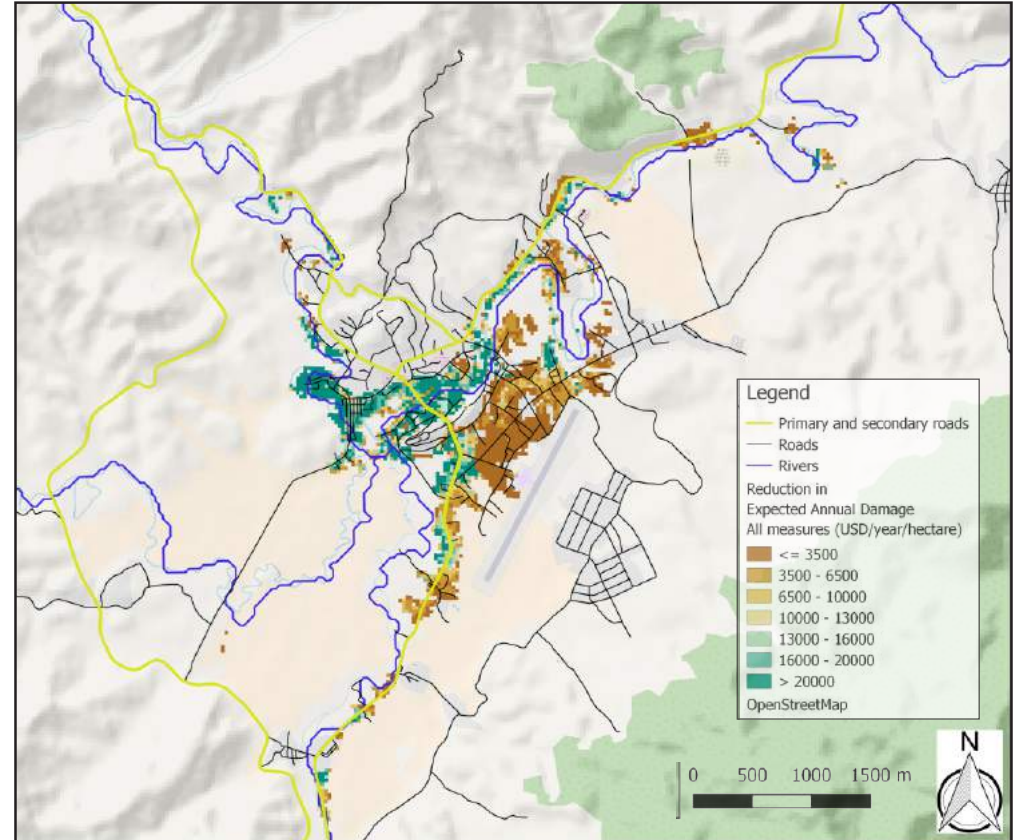 Legend
Primary and secondary roads
Roads
Rivers
Reduction in
Expected Annual Damage
All measures (USD/year/hectare)
<= 3500
3500 - 6500
6500 - 10000
10000 - 13000
13000 - 16000
16000 - 20000
> 20000
OpenStreetMap
N
0 500 1000 1500 m